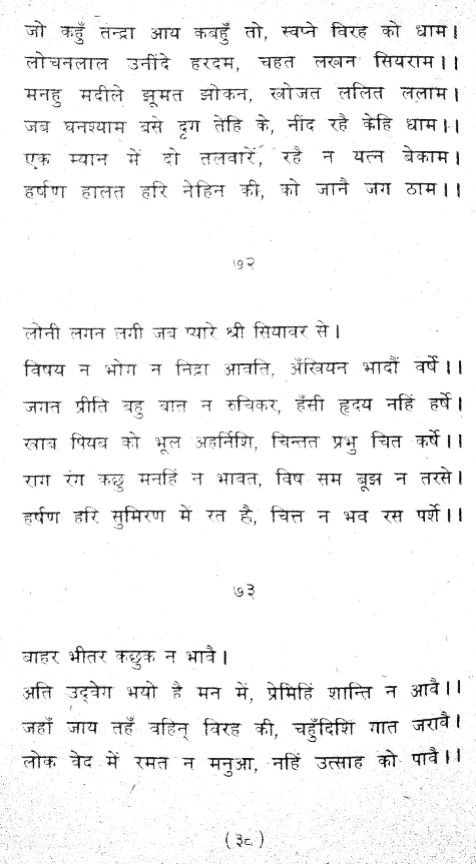 जो कहुँ तन्द्रा आय कबहुँ तो, स्वप्ने विरह को धाम।
लोचनलाल उनींदे हरदम, चहत लखन सियराम।।
मनहु मदीले झूमत झोकन, खोजत ललित ललाम।
जब घनश्याम बसे दृग तेहि के, नींद रहै केहि धाम।।
एक म्यान में दो तलवारें, रहै न यत्न बेकाम।
हर्षण हालत हरि नेहिन की, को जानै जग ठाम।।
७२
लोनी लगन लगी जब प्यारे श्री सियावर से।
विषय न भोग न निद्रा आवति, अँखियन भादौं वर्षे।।
जगत प्रीति बहु बात न रुचिकर, हँसी हृदय नहिं हर्षे।
खाब पियब को भूल अहर्निशि, चिन्तत प्रभु चित कर्षे।।
राग रंग कछु मनहिं न भावत, विष सम बूझ न तरसे।
हर्षण हरि सुमिरण में रत है, चित्त न भव रस पर्शे।।
७३
बाहर भीतर कछुक न भावै।
अति उद्वेग भयो है मन में, प्रेमिहिं शान्ति न आवै।।
जहाँ जाय तहँ वहिन् विरह की, चहुँदिशि गात जरावै।
लोक वेद में रमत न मनुआ, नहिं उत्साह को पावै।।
(३८)